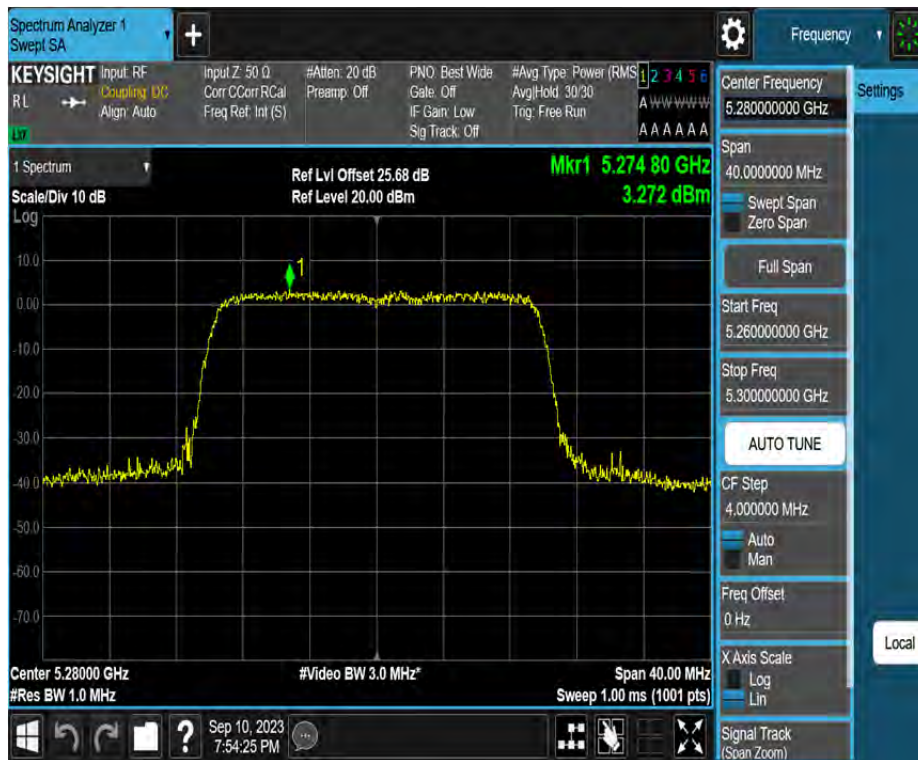 Spectrum Analyzer 1
Swept SA
+
Frequency
KEYSIGHT
RL
LXI
Input: RF
Coupling: DC
Align: Auto
Input Z: 50 Ω
Corr CCorr RCal
Freq Ref: Int (S)
#Atten: 20 dB
Preamp: Off
PNO: Best Wide
Gate: Off
IF Gain: Low
Sig Track: Off
#Avg Type: Power (RMS
Avg|Hold: 30/30
Trig: Free Run
1 2 3 4 5 6
A W W W W W
A A A A A A
1 Spectrum
Scale/Div 10 dB
Ref Lvl Offset 25.68 dB
Ref Level 20.00 dBm
Mkr1 5.274 80 GHz
3.272 dBm
Log
10.0
0.00
-10.0
-20.0
-30.0
-40.0
-50.0
-60.0
-70.0
1
Center 5.28000 GHz
#Res BW 1.0 MHz
#Video BW 3.0 MHz*
Span 40.00 MHz
Sweep 1.00 ms (1001 pts)
?
Sep 10, 2023
7:54:25 PM
Center Frequency
5.280000000 GHz
Span
40.0000000 MHz
Swept Span
Zero Span
Full Span
Start Freq
5.260000000 GHz
Stop Freq
5.300000000 GHz
AUTO TUNE
CF Step
4.000000 MHz
Auto
Man
Freq Offset
0 Hz
X Axis Scale
Log
Lin
Signal Track
(Span Zoom)
Settings
Local